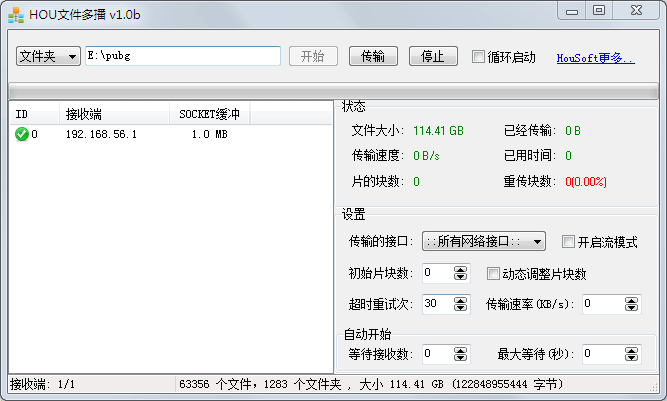 HOU文件多播 v1.0b
文件夹 E:\pubg 开始 传输 停止 循环启动 HouSoft更多..
ID 接收端 SOCKET缓冲
0 192.168.56.1 1.0 MB
状态
文件大小: 114.41 GB 已经传输: 0 B
传输速度: 0 B/s 已用时间: 0
片的块数: 0 重传块数: 0(0.00%)
设置
传输的接口: ::所有网络接口:: 开启流模式
初始片块数: 0 动态调整片块数
超时重试次: 30 传输速率(KB/s): 0
自动开始
等待接收数: 0 最大等待(秒): 0
接收端: 1/1 63356 个文件，1283 个文件夹 , 大小 114.41 GB (122848955444 字节)